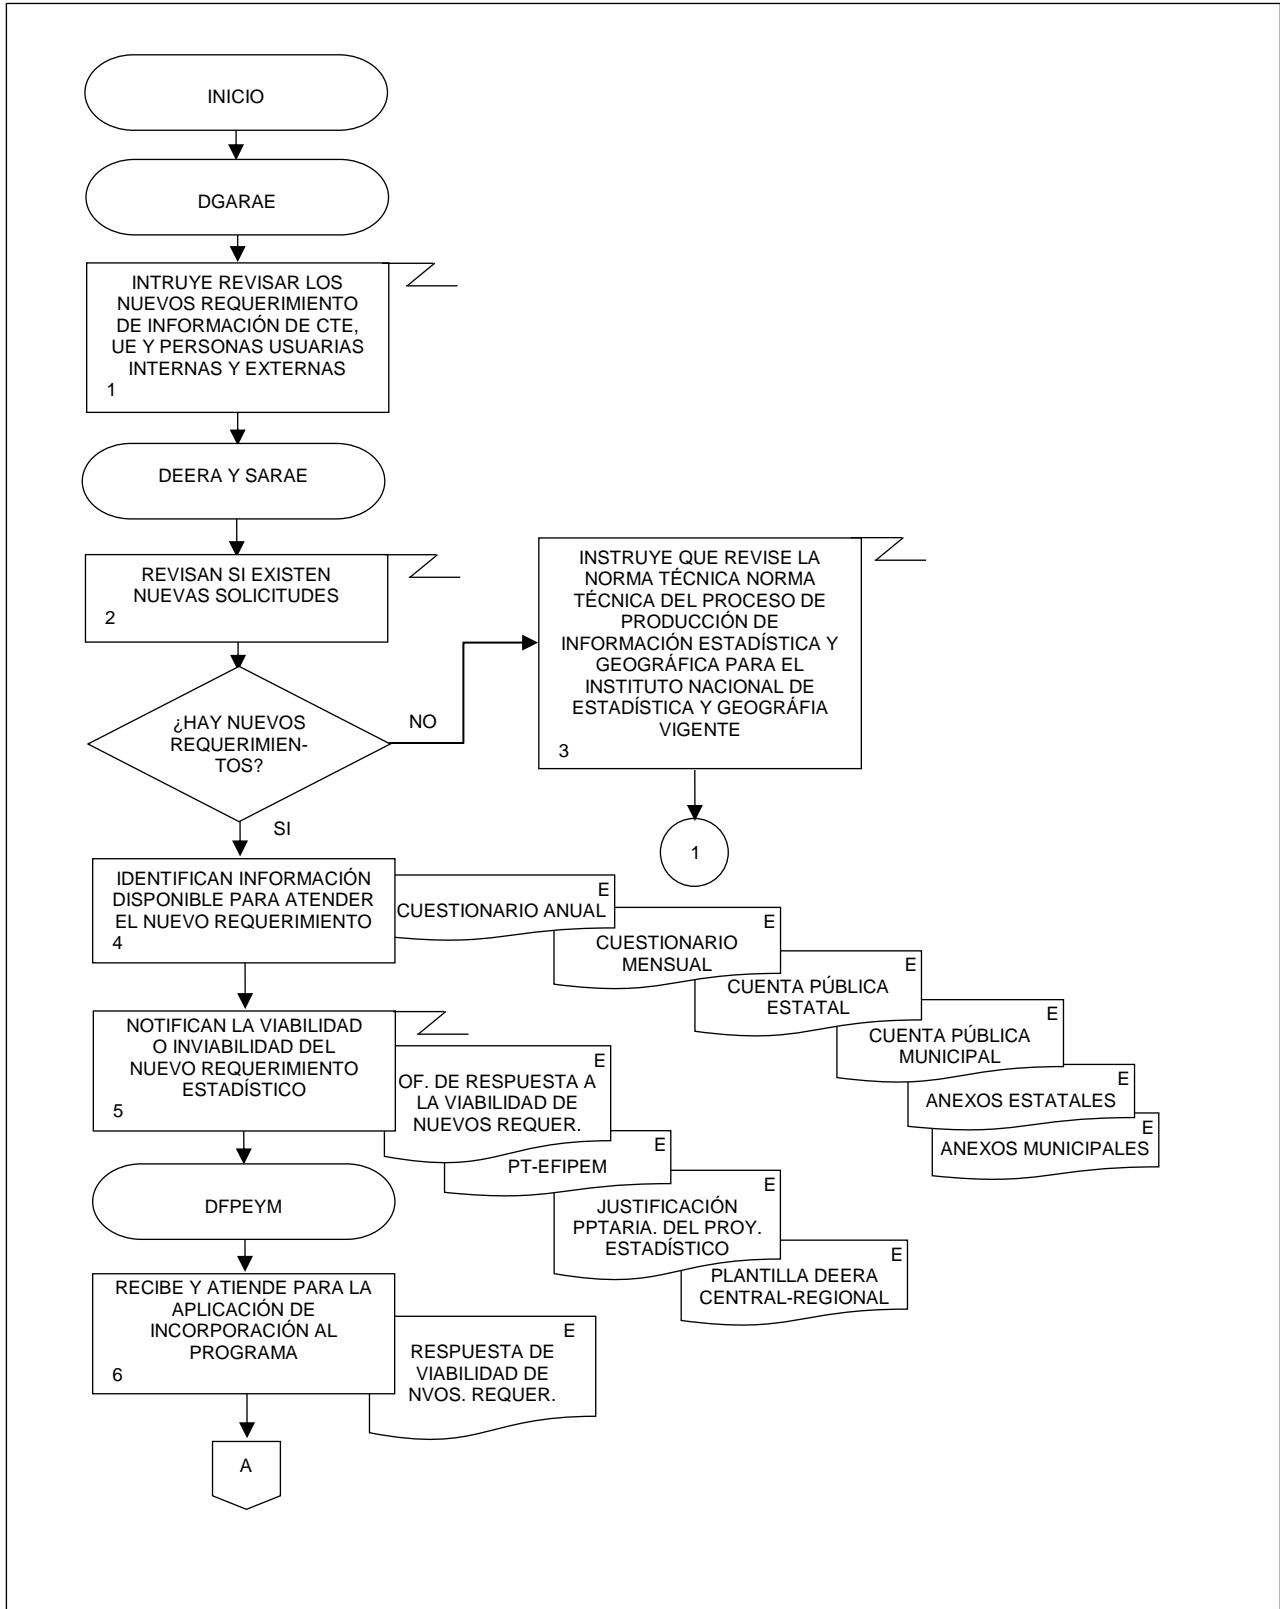 INICIO
DGARAE
INTRUYE REVISAR LOS
NUEVOS REQUERIMIENTO
DE INFORMACIÓN DE CTE,
UE Y PERSONAS USUARIAS
INTERNAS Y EXTERNAS
1
DEERA Y SARAE
REVISAN SI EXISTEN
NUEVAS SOLICITUDES
2
¿HAY NUEVOS
REQUERIMIEN-
TOS?
NO
INSTRUYE QUE REVISE LA
NORMA TÉCNICA NORMA
TÉCNICA DEL PROCESO DE
PRODUCCIÓN DE
INFORMACIÓN ESTADÍSTICA Y
GEOGRÁFICA PARA EL
INSTITUTO NACIONAL DE
ESTADÍSTICA Y GEOGRÁFIA
VIGENTE
3
1
SI
IDENTIFICAN INFORMACIÓN
DISPONIBLE PARA ATENDER
EL NUEVO REQUERIMIENTO
4
E
CUESTIONARIO ANUAL
E
CUESTIONARIO
MENSUAL
E
CUENTA PÚBLICA
ESTATAL
E
CUENTA PÚBLICA
MUNICIPAL
E
ANEXOS ESTATALES
E
ANEXOS MUNICIPALES
NOTIFICAN LA VIABILIDAD
O INVIABILIDAD DEL
NUEVO REQUERIMIENTO
ESTADÍSTICO
5
E
OF. DE RESPUESTA A
LA VIABILIDAD DE
NUEVOS REQUER.
E
PT-EFIPEM
E
JUSTIFICACIÓN
PPTARIA. DEL PROY.
ESTADÍSTICO
E
PLANTILLA DEERA
CENTRAL-REGIONAL
DFPEYM
RECIBE Y ATIENDE PARA LA
APLICACIÓN DE
INCORPORACIÓN AL
PROGRAMA
6
E
RESPUESTA DE
VIABILIDAD DE
NVOS. REQUER.
A